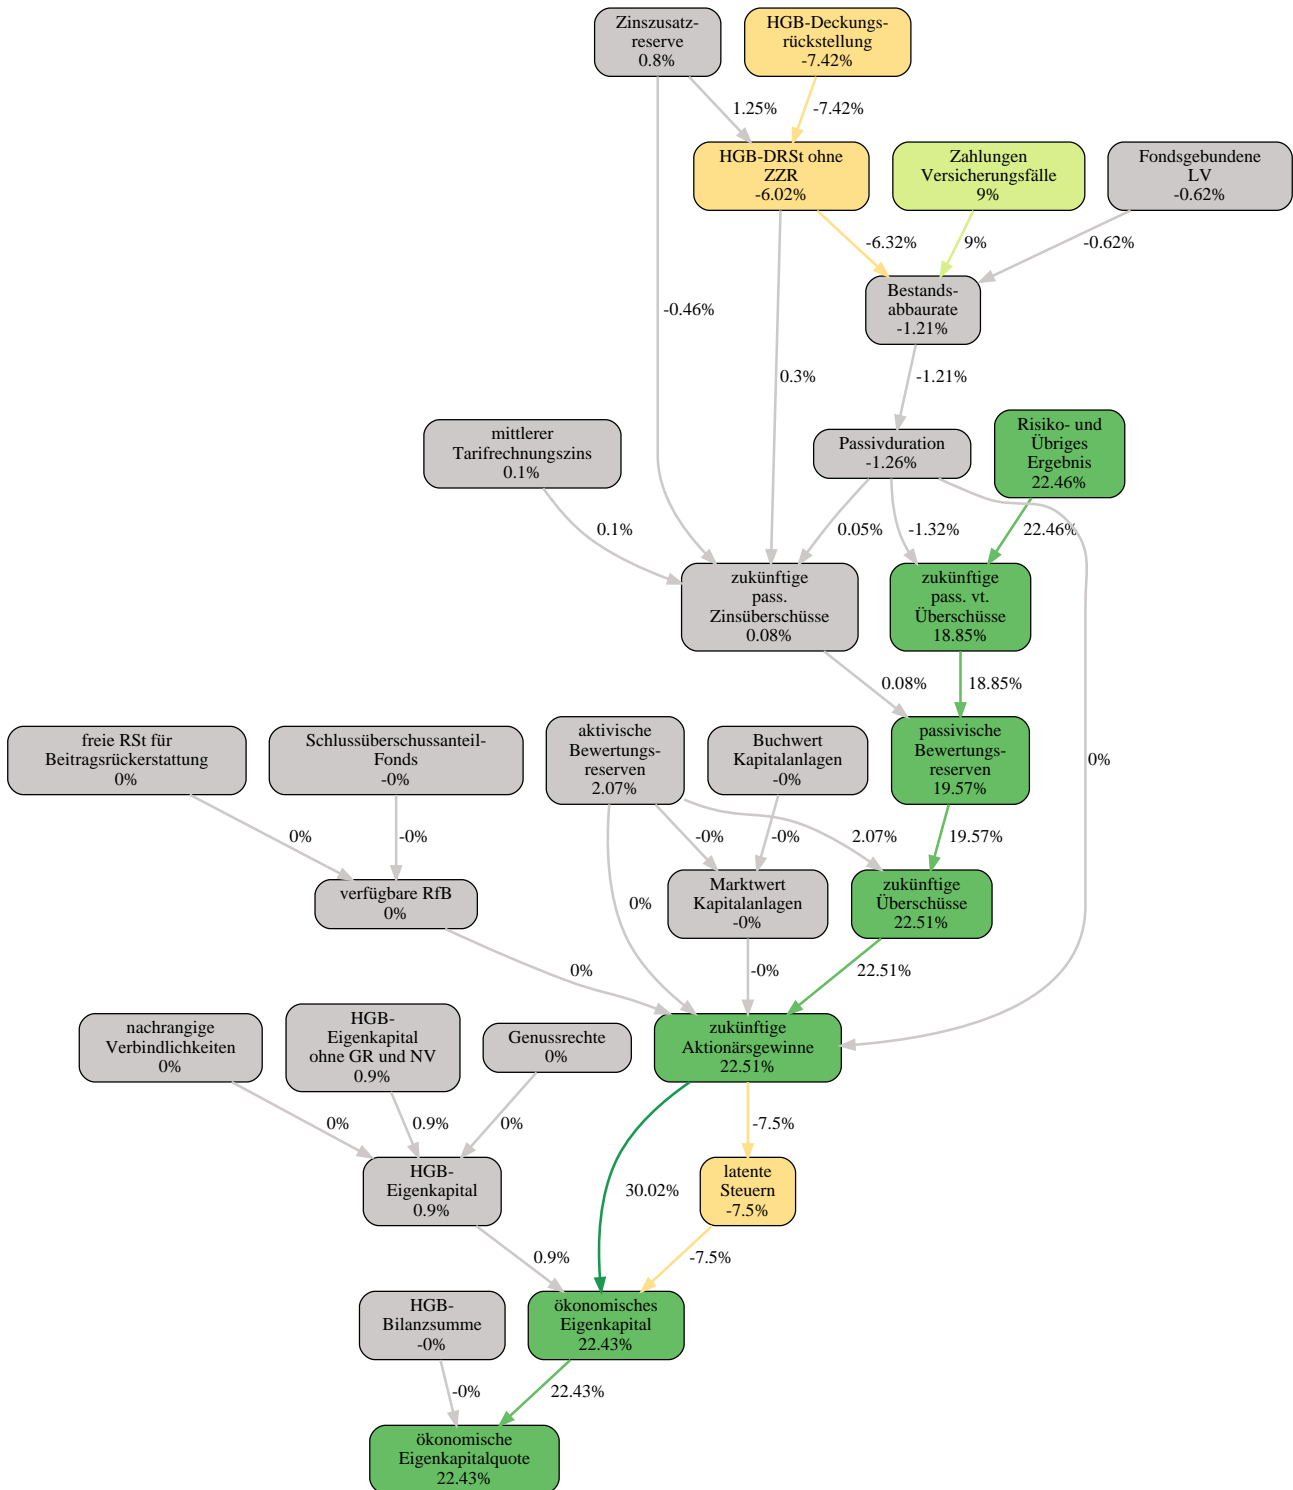 Zinszusatz-
reserve
0.8%
HGB-Deckungs-
rückstellung
-7.42%
1.25%
-7.42%
HGB-DRSt ohne
ZZR
-6.02%
Zahlungen
Versicherungsfälle
9%
Fondsgebundene
LV
-0.62%
-6.32%
9%
-0.62%
Bestands-
abbaurate
-1.21%
-0.46%
0.3%
-1.21%
mittlerer
Tarifrechnungszins
0.1%
Passivduration
-1.26%
Risiko- und
Übriges
Ergebnis
22.46%
0.1%
0.05%
-1.32%
22.46%
zukünftige
pass.
Zinsüberschüsse
0.08%
zukünftige
pass. vt.
Überschüsse
18.85%
0.08%
18.85%
freie RSt für
Beitragsrückerstattung
0%
Schlussüberschussanteil-
Fonds
-0%
aktivische
Bewertungs-
reserven
2.07%
Buchwert
Kapitalanlagen
-0%
passivische
Bewertungs-
reserven
19.57%
0%
0%
-0%
-0%
-0%
2.07%
19.57%
verfügbare RfB
0%
0%
Marktwert
Kapitalanlagen
-0%
zukünftige
Überschüsse
22.51%
0%
-0%
22.51%
nachrangige
Verbindlichkeiten
0%
HGB-
Eigenkapital
ohne GR und NV
0.9%
Genussrechte
0%
zukünftige
Aktionärsgewinne
22.51%
0%
0.9%
0%
-7.5%
HGB-
Eigenkapital
0.9%
30.02%
latente
Steuern
-7.5%
0.9%
-7.5%
HGB-
Bilanzsumme
-0%
ökonomisches
Eigenkapital
22.43%
-0%
22.43%
ökonomische
Eigenkapitalquote
22.43%